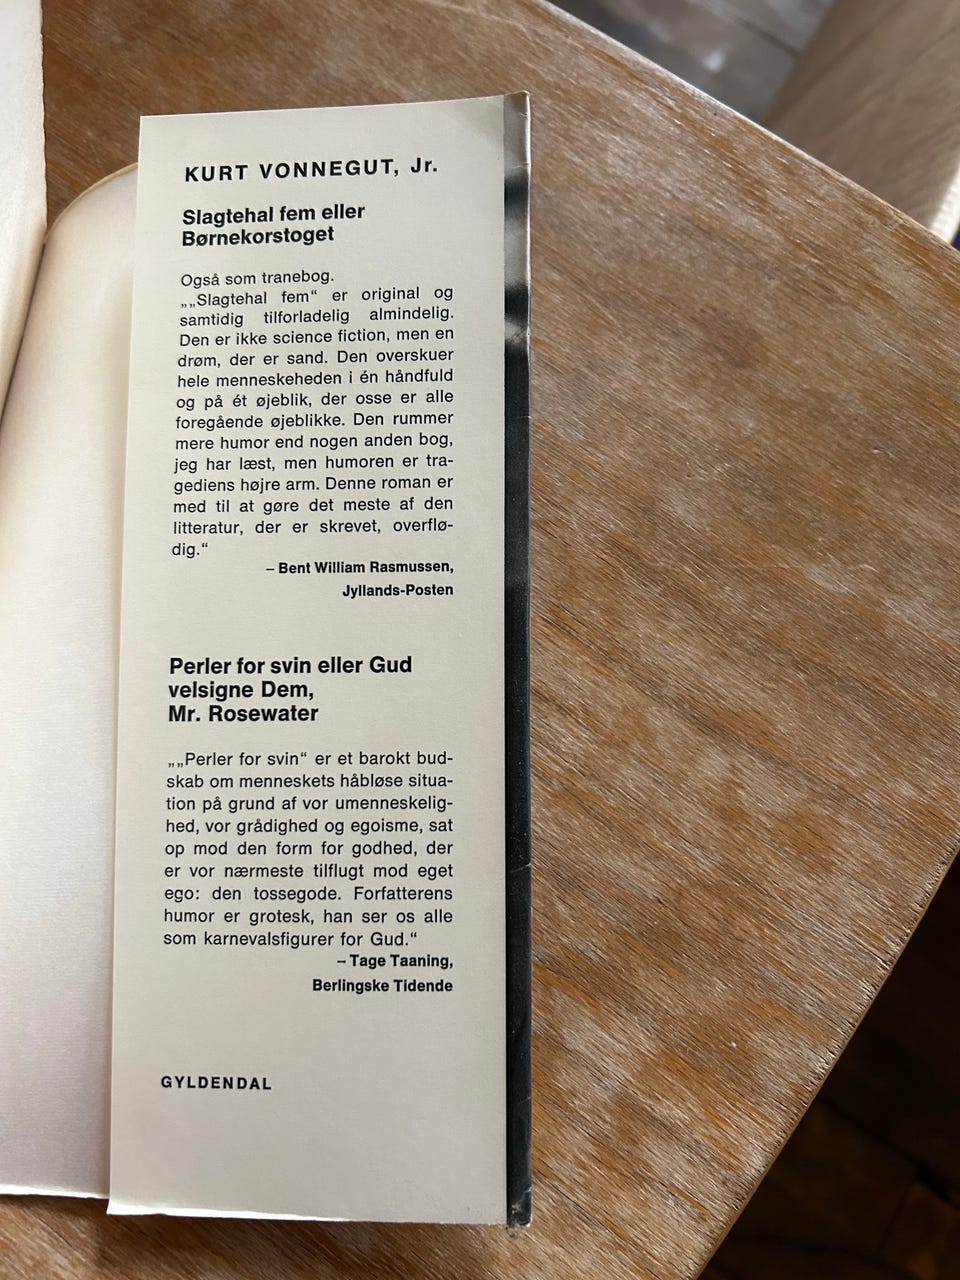 KURT VONNEGUT, Jr.
Slagtehal fem eller
Børnekorstoget
Også som tranebog.
„„Slagtehal fem“ er original og
samtidig tilforladelig almindelig.
Den er ikke science fiction, men en
drøm, der er sand. Den overskuer
hele menneskeheden i én håndfuld
og på ét øjeblik, der osse er alle
foregående øjeblikke. Den rummer
mere humor end nogen anden bog,
jeg har læst, men humoren er tra-
gediens højre arm. Denne roman er
med til at gøre det meste af den
litteratur, der er skrevet, overflø-
dig.“
– Bent William Rasmussen,
Jyllands-Posten
Perler for svin eller Gud
velsigne Dem,
Mr. Rosewater
„„Perler for svin“ er et barokt bud-
skab om menneskets håbløse situa-
tion på grund af vor umenneskelig-
hed, vor grådighed og egoisme, sat
op mod den form for godhed, der
er vor nærmeste tilflugt mod eget
ego: den tossegode. Forfatterens
humor er grotesk, han ser os alle
som karnevalsfigurer for Gud.“
– Tage Taaning,
Berlingske Tidende
GYLDENDAL